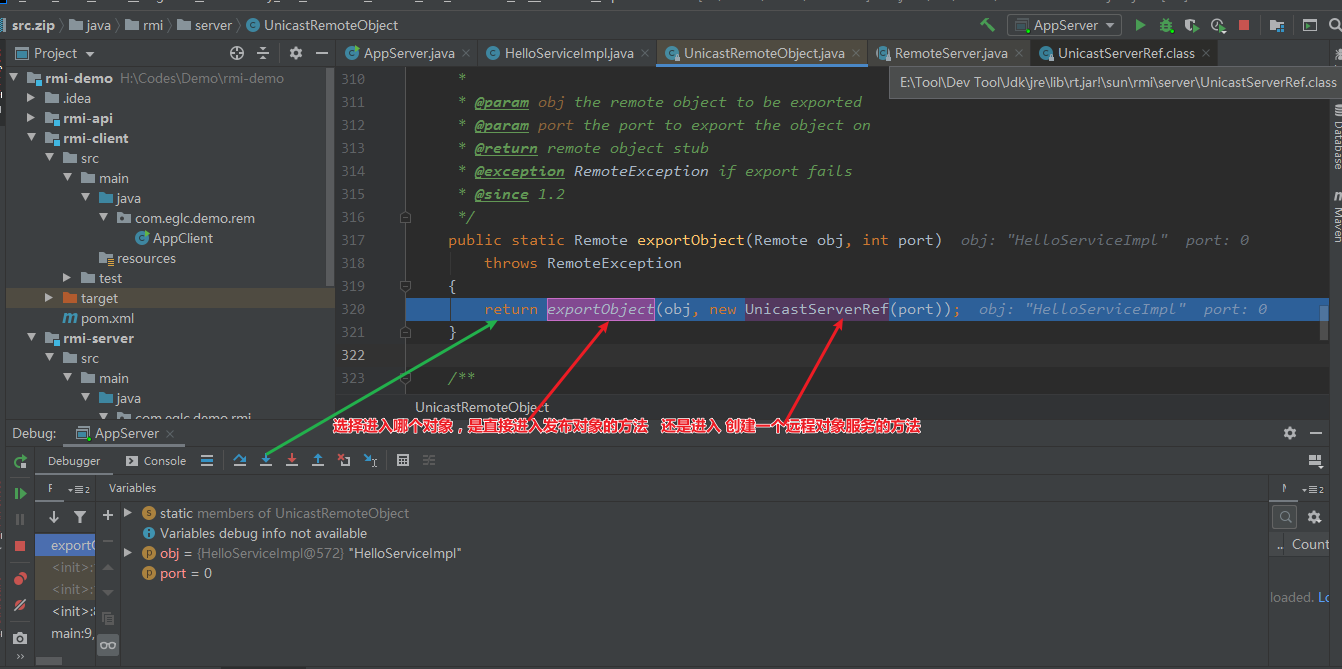 src.zip java rmi server UnicastRemoteObject AppServer
Project AppServer.java HelloServiceImpl.java UnicastRemoteObject.java RemoteServer.java UnicastServerRef.class
E:\Tool\Dev Tool\Jdk\jre\lib\rt.jar!\sun\rmi\server\UnicastServerRef.class
rmi-demo H:\Codes\Demo\rmi-demo
.idea
rmi-api
rmi-client
src
main
java
com.eglc.demo.rem
AppClient
resources
test
target
pom.xml
rmi-server
src
main
java
com.eglc.demo.rmi
310 *
311 * @param obj the remote object to be exported
312 * @param port the port to export the object on
313 * @return remote object stub
314 * @exception RemoteException if export fails
315 * @since 1.2
316 */
317 public static Remote exportObject(Remote obj, int port) obj: "HelloServiceImpl" port: 0
318 throws RemoteException
319 {
320 return exportObject(obj, new UnicastServerRef(port)); obj: "HelloServiceImpl" port: 0
321 }
322
323 /**
UnicastRemoteObject
Database
Maven
选择进入哪个对象，是直接进入发布对象的方法 还是进入 创建一个远程对象服务的方法
Debug: AppServer
Debugger Console
F 2 Variables
static members of UnicastRemoteObject
Variables debug info not available
obj = {HelloServiceImpl@572} "HelloServiceImpl"
port = 0
exportO
<init>:
<init>:
<init>:8
main:9,
2
.. Count
loaded. Lo